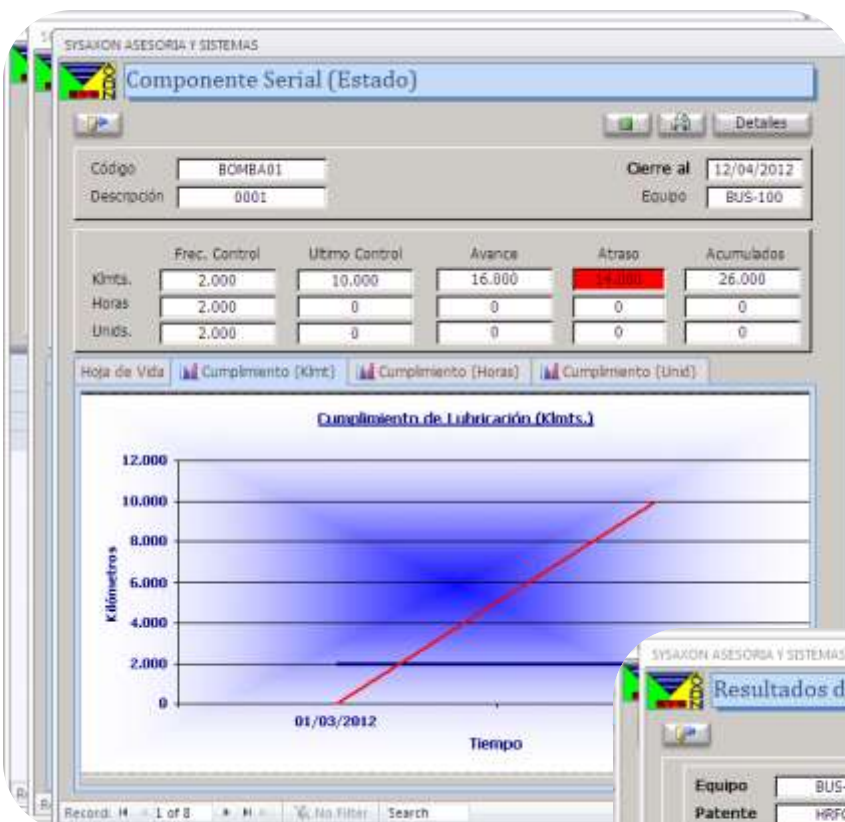 SYSAXON ASESORIA Y SISTEMAS
Componente Serial (Estado)
Detalles
Código BOMBA01 Cierre al 12/04/2012
Descripción 0001 Equipo BUS-100
Frec. Control Ultimo Control Avance Atraso Acumulados
Klmts. 2.000 10.000 16.000 14.000 26.000
Horas 2.000 0 0 0 0
Unids. 2.000 0 0 0 0
Hoja de Vida Cumplimiento (Klmt) Cumplimiento (Horas) Cumplimiento (Unid)
Cumplimiento de Lubricación (Klmts.)
12.000
10.000
8.000
6.000
4.000
2.000
0
Kilómetros
01/03/2012
Tiempo
Record: 1 of 8 No Filter Search
SYSAXON ASESORIA Y SISTEMAS
Resultados d
Equipo BUS-
Patente HRF